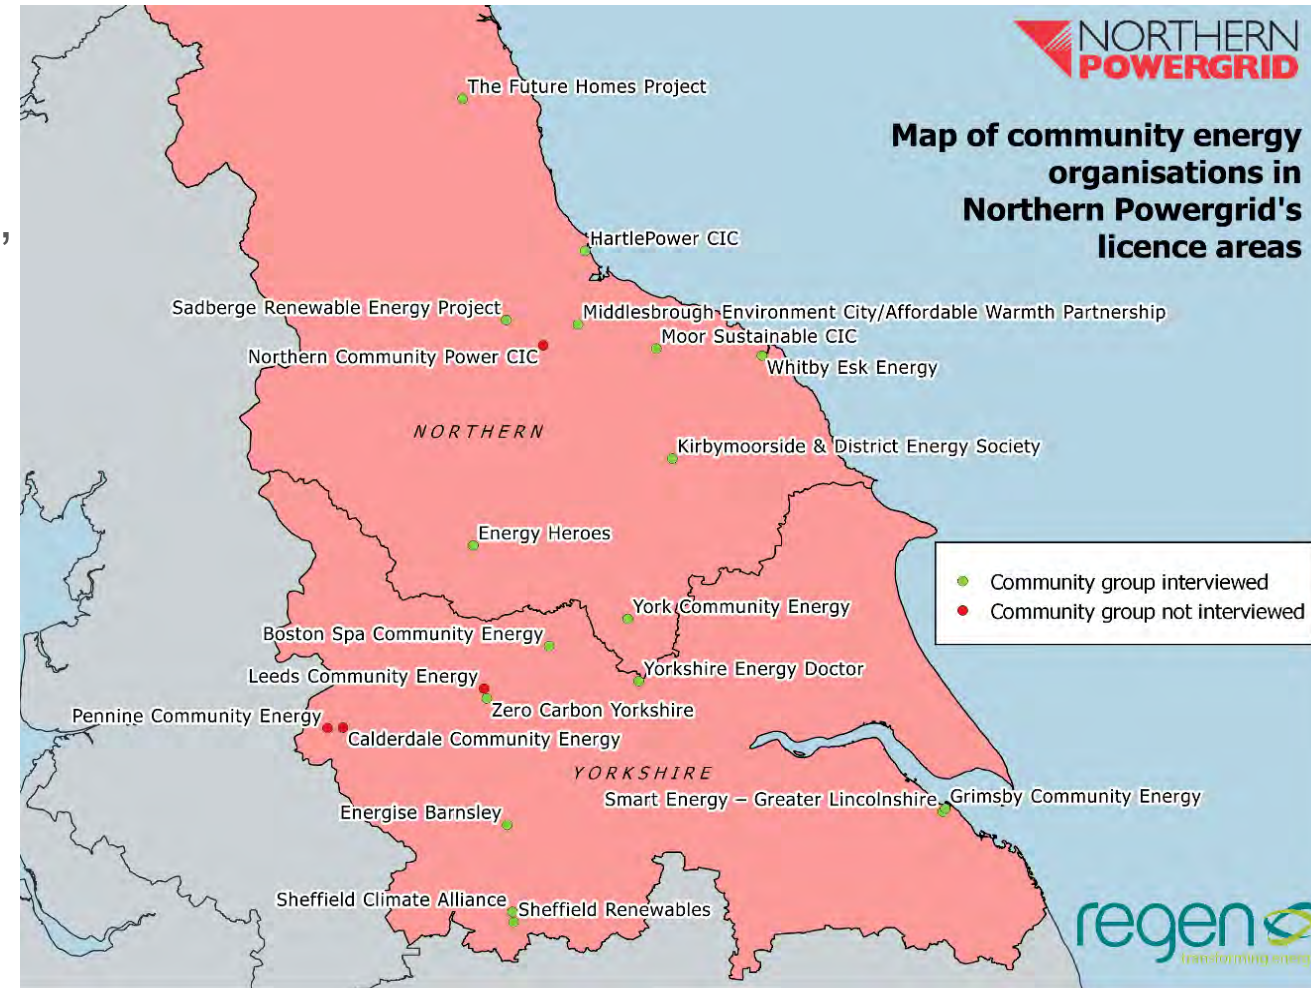 NORTHERN
POWERGRID
Map of community energy
organisations in
Northern Powergrid's
licence areas
,
The Future Homes Project
HartlePower CIC
Sadberge Renewable Energy Project
Middlesbrough Environment City/Affordable Warmth Partnership
Moor Sustainable CIC
Northern Community Power CIC
Whitby Esk Energy
NORTHERN
Kirbymoorside & District Energy Society
Energy Heroes
Community group interviewed
Community group not interviewed
York Community Energy
Boston Spa Community Energy
Yorkshire Energy Doctor
Leeds Community Energy
Zero Carbon Yorkshire
Pennine Community Energy
Calderdale Community Energy
YORKSHIRE
Smart Energy – Greater Lincolnshire
Grimsby Community Energy
Energise Barnsley
Sheffield Climate Alliance
Sheffield Renewables
regen